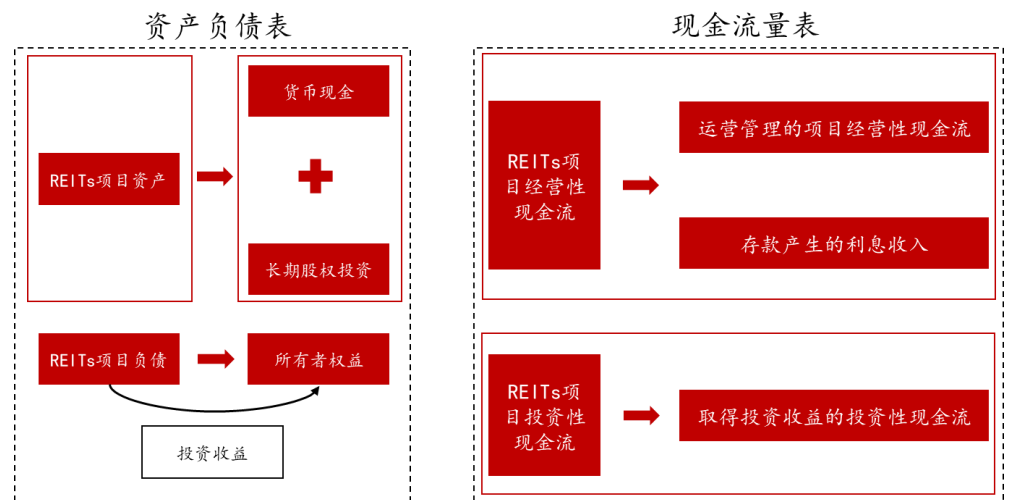 资产负债表
货币现金
REITs项目资产
长期股权投资
REITs项目负债
所有者权益
投资收益
现金流量表
REITs项
目经营性
现金流
运营管理的项目经营性现金流
存款产生的利息收入
REITs项
目投资性
现金流
取得投资收益的投资性现金流